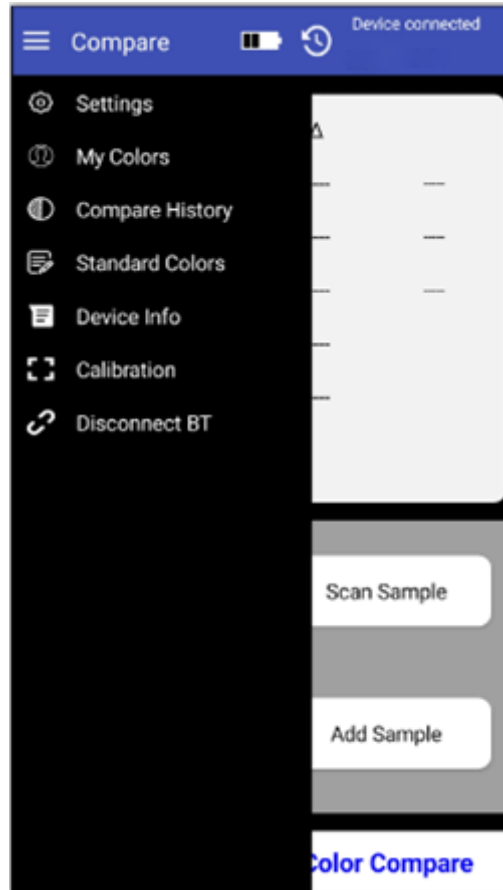 Compare
Device connected
Settings
My Colors
Compare History
Standard Colors
Device Info
Calibration
Disconnect BT
Δ
---- ----
---- ----
---- ----
----
----
Scan Sample
Add Sample
Color Compare